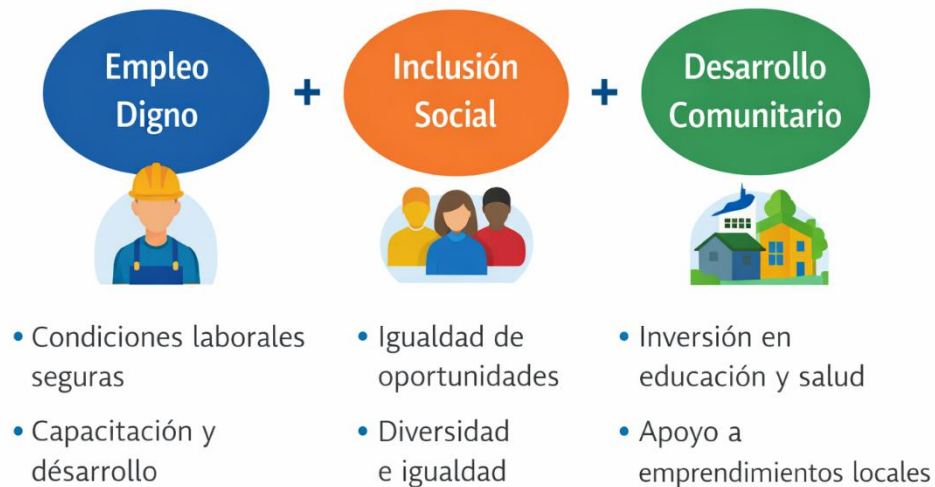 Empleo
Digno
+
Inclusión
Social
+
Desarrollo
Comunitario
• Condiciones laborales
seguras
• Capacitación y
désarrollo
• Igualdad de
oportunidades
• Diversidad
e igualdad
• Inversión en
educación y salud
• Apoyo a
emprendimientos locales